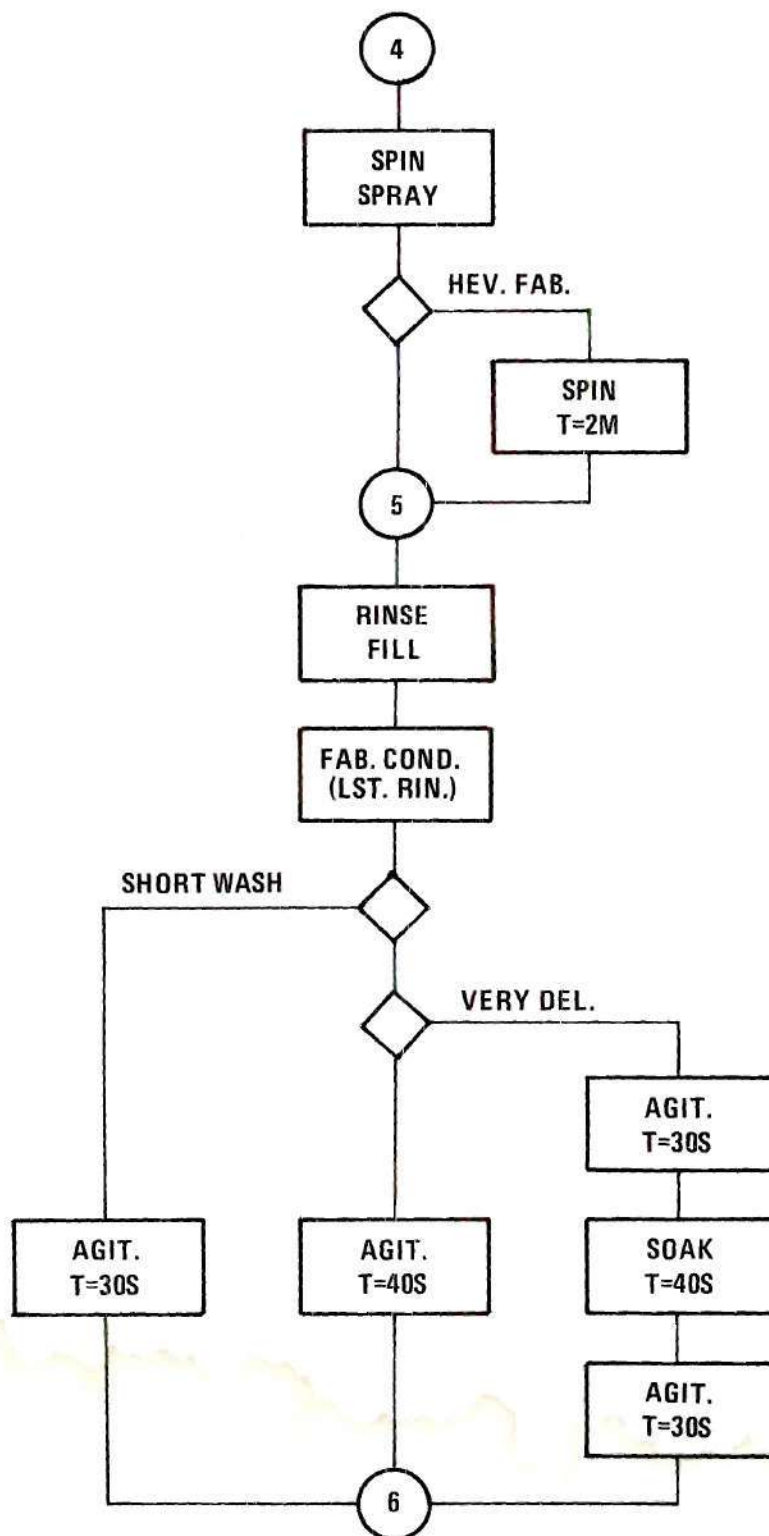 4
SPIN
SPRAY
HEV. FAB.
SPIN
T=2M
5
RINSE
FILL
FAB. COND.
(LST. RIN.)
SHORT WASH
VERY DEL.
AGIT.
T=30S
AGIT.
T=30S
AGIT.
T=40S
SOAK
T=40S
AGIT.
T=30S
6